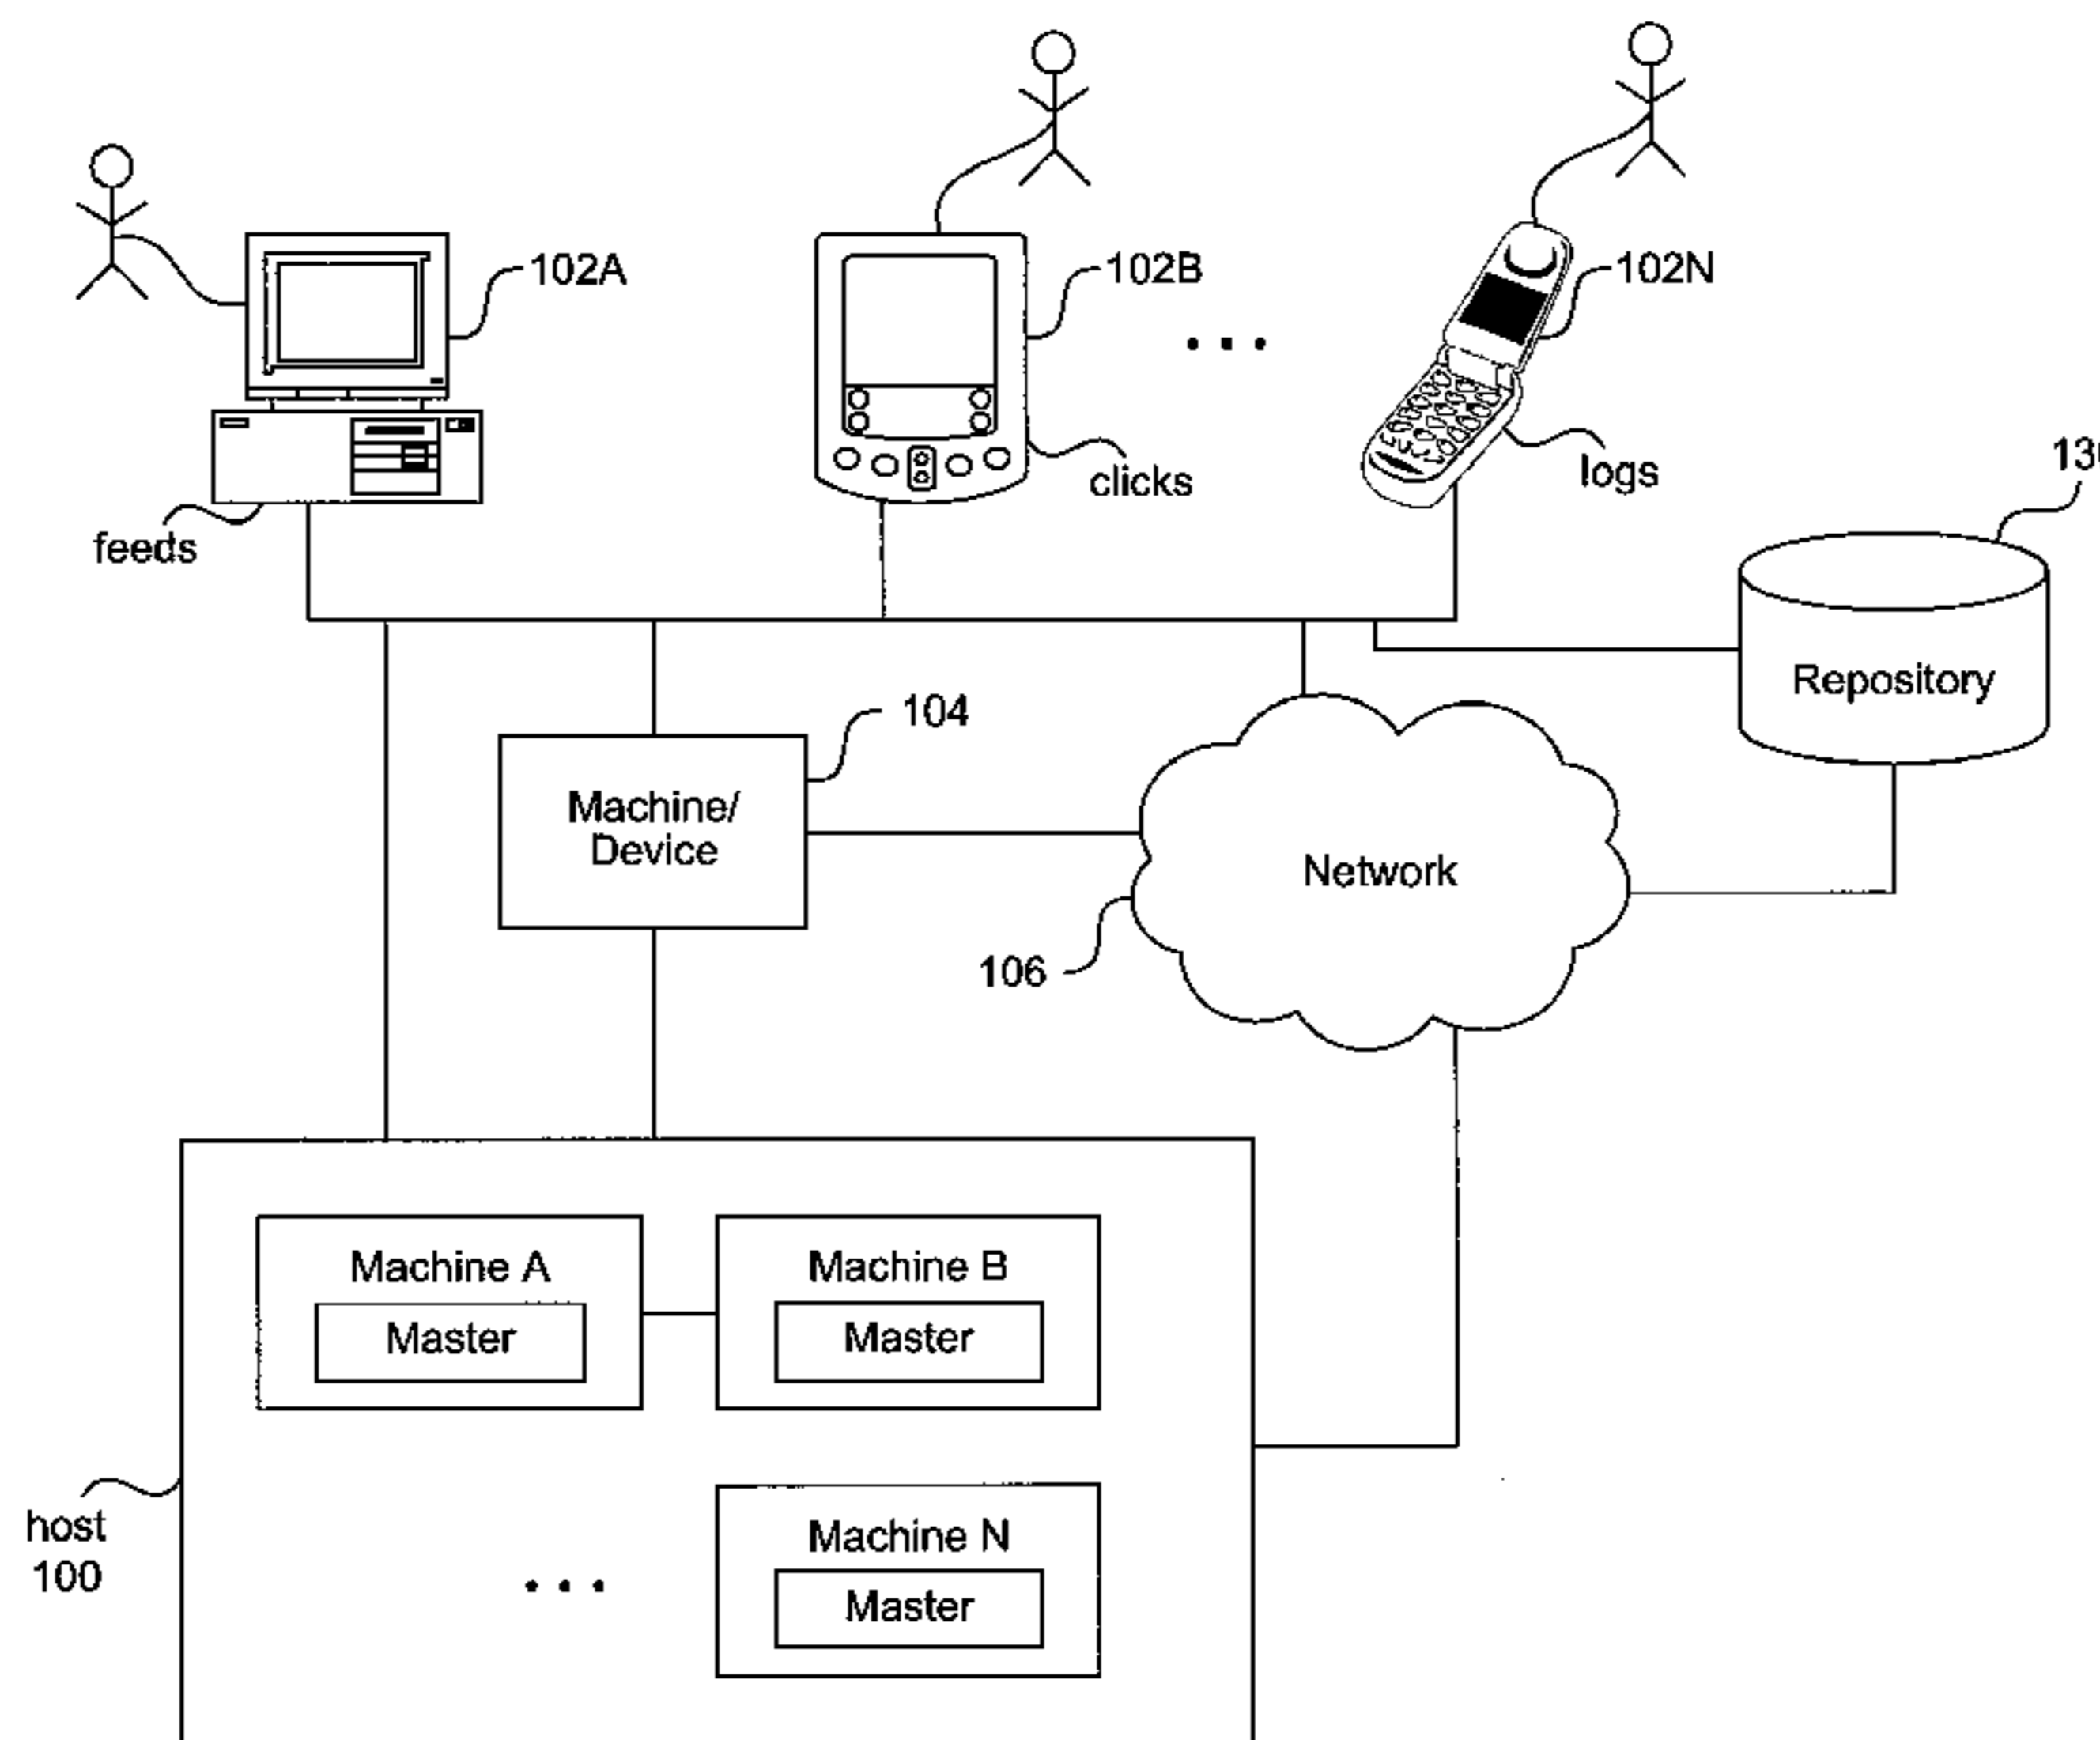 102A
102B
...
102N
feeds
clicks
logs
Repository
104
Machine/
Device
Network
106
Machine A
Master
Machine B
Master
host
100
...
Machine N
Master